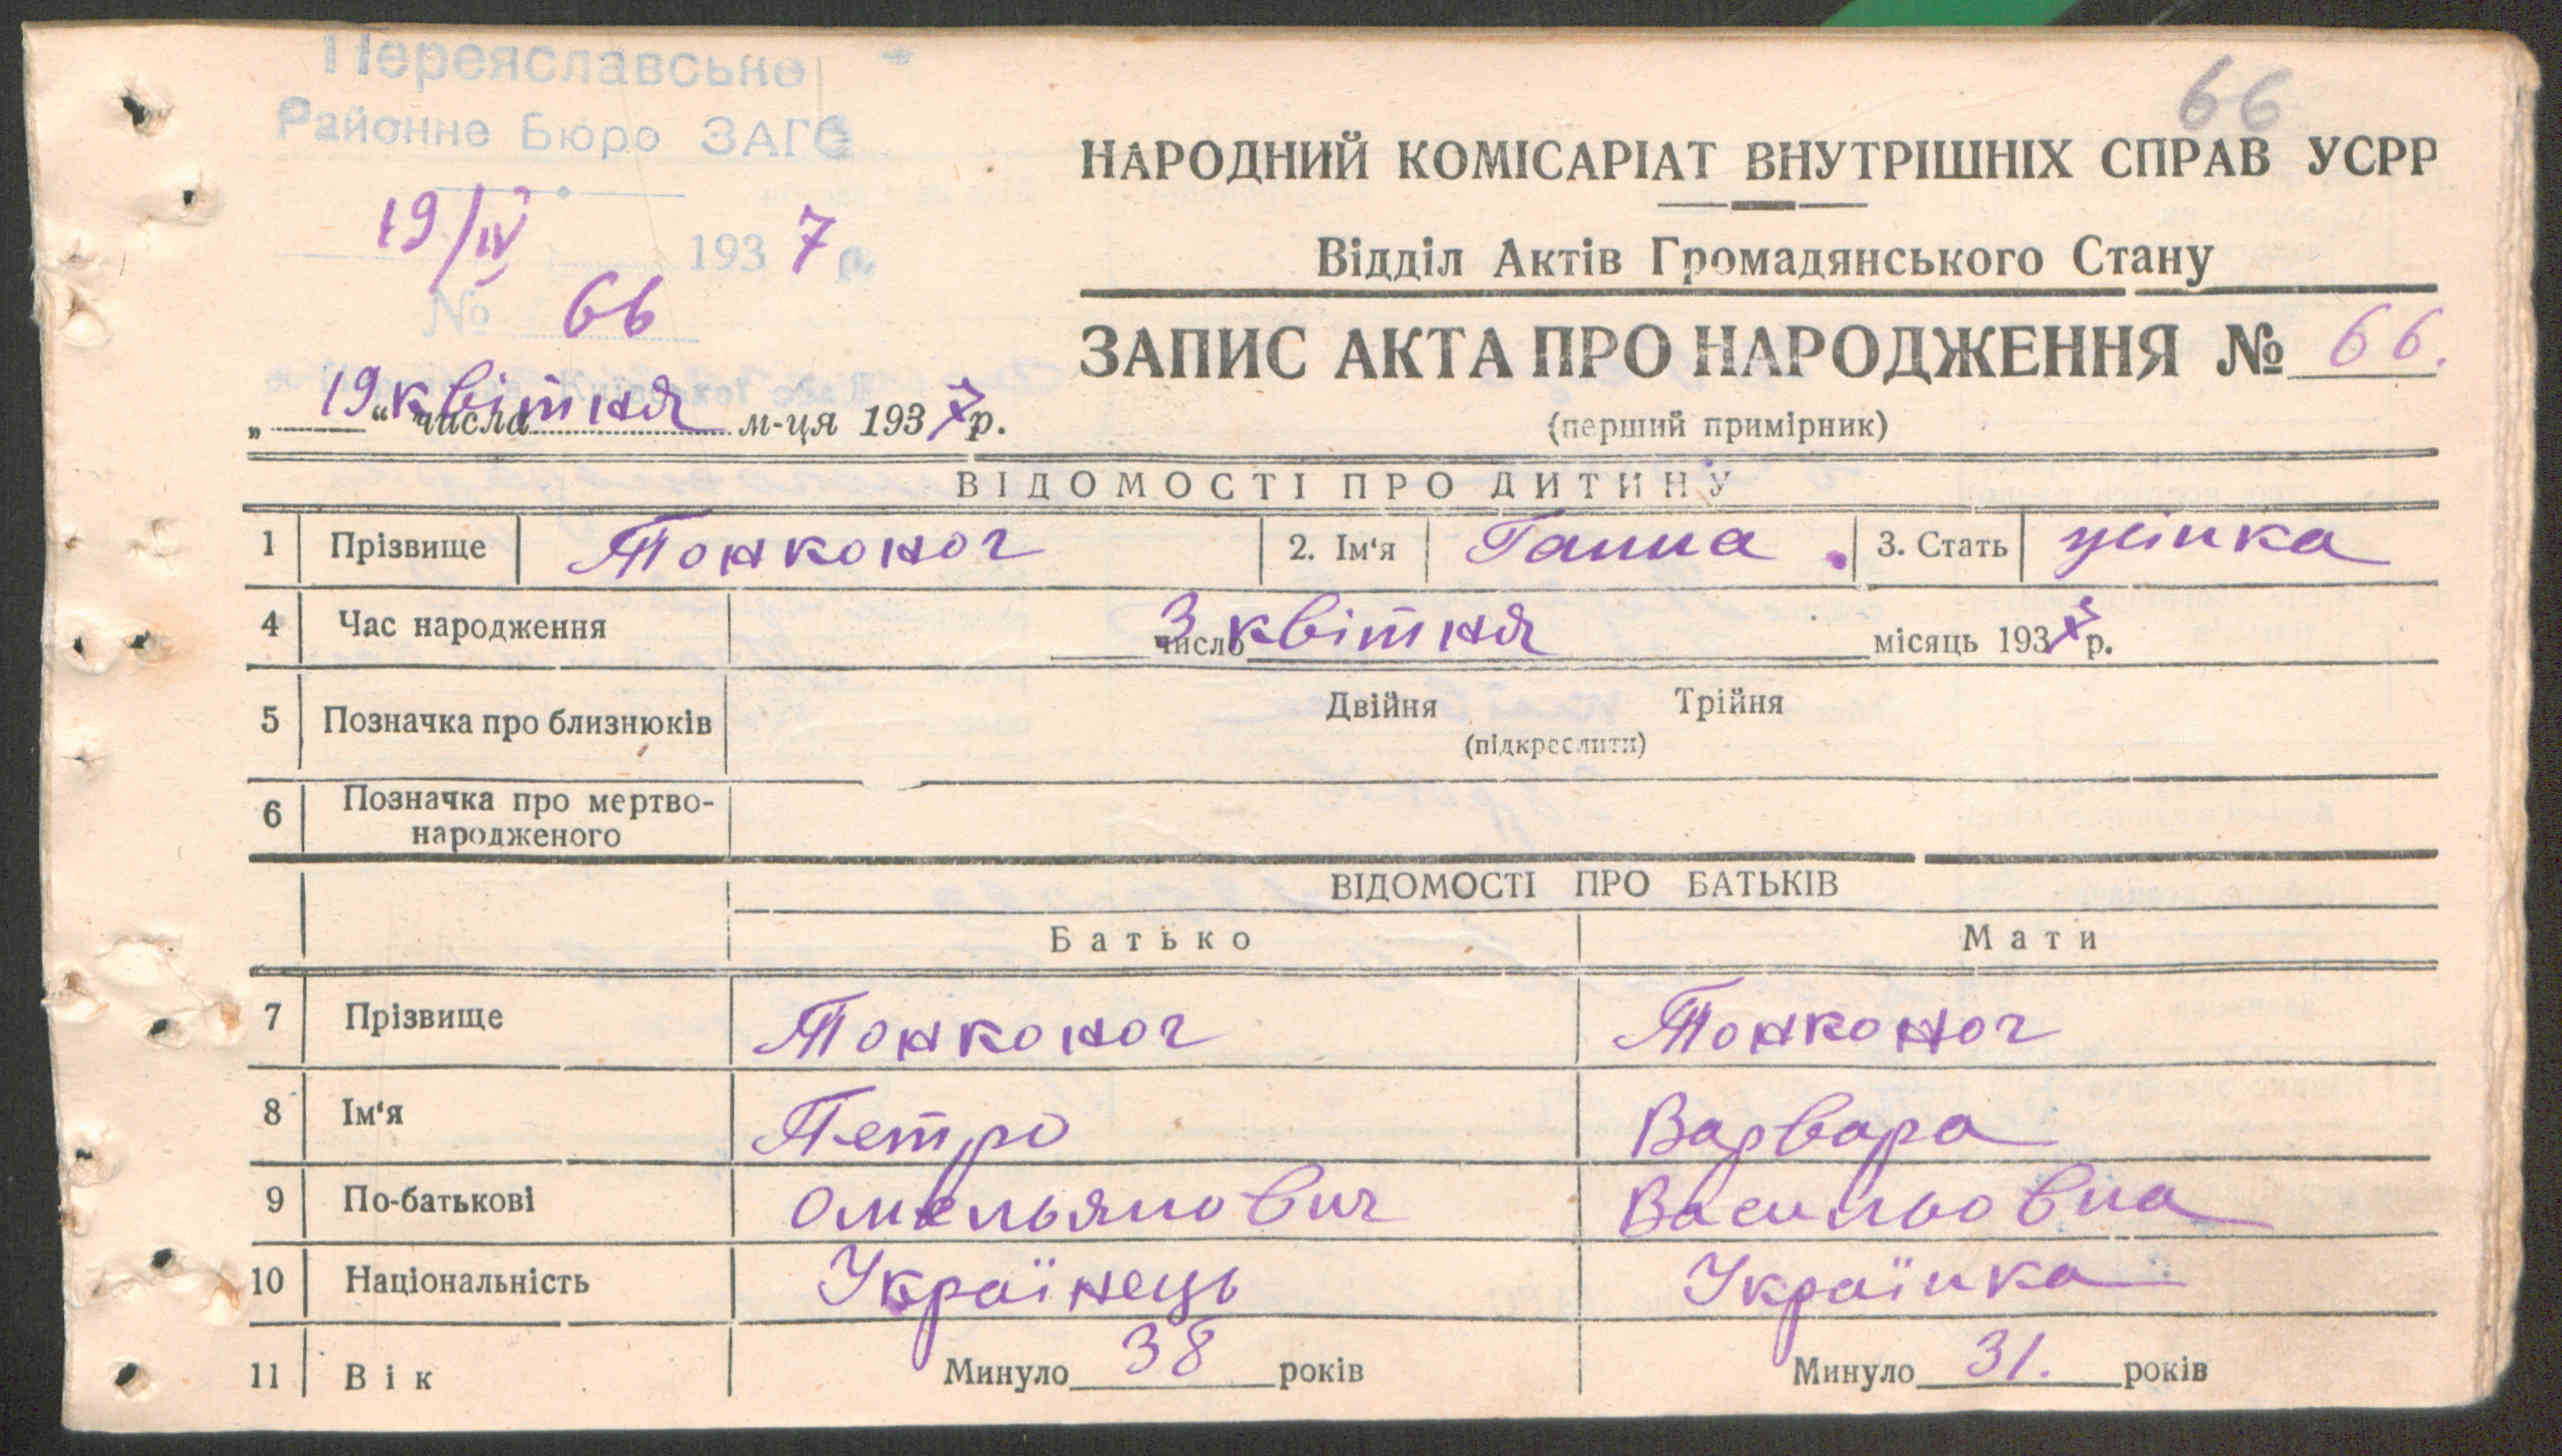 66
Переяславське
Районне Бюро ЗАГС
19/IV 1937 р.
№ 66
НАРОДНИЙ КОМІСАРІАТ ВНУТРІШНІХ СПРАВ УСРР
Відділ Актів Громадянського Стану
ЗАПИС АКТА ПРО НАРОДЖЕННЯ № 66.
(перший примірник)
„19“ числа квітня м-ця 1937 р.
ВІДОМОСТІ ПРО ДИТИНУ
1 Прізвище Тонконог 2. Ім'я Ганна. 3. Стать жінка
4 Час народження 3 число квітня місяць 1937 р.
5 Позначка про близнюків Двійня Трійня
(підкреслити)
6 Позначка про мертво-
народженого
ВІДОМОСТІ ПРО БАТЬКІВ
Батько Мати
7 Прізвище Тонконог Тонконог
8 Ім'я Петро Варвара
9 По-батькові Омельянович Васильовна
10 Національність Українець Українка
11 Вік Минуло 38 років Минуло 31. років